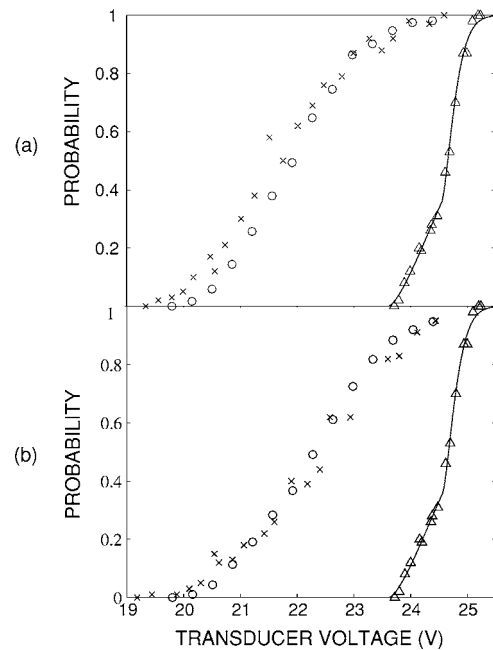 1
0.8
0.6
0.4
0.2
(a)
PROBABILITY
1
0.8
0.6
0.4
0.2
0
(b)
PROBABILITY
19 20 21 22 23 24 25
TRANSDUCER VOLTAGE (V)